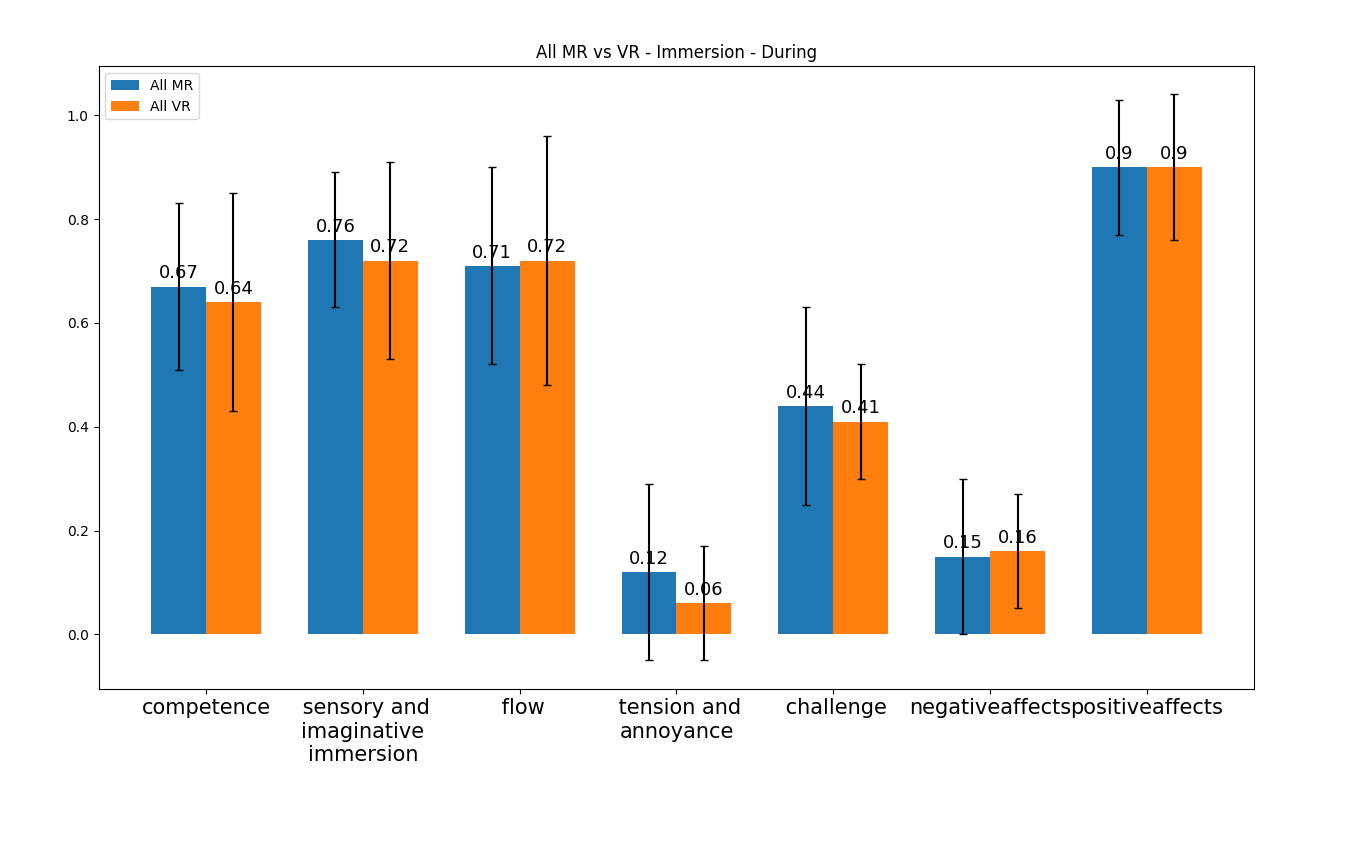 All MR vs VR - Immersion - During
All MR
All VR
1.0
0.8
0.6
0.4
0.2
0.0
0.67
0.64
0.76
0.72
0.71
0.72
0.12
0.06
0.44
0.41
0.15
0.16
0.9
0.9
competence
sensory and
imaginative
immersion
flow
tension and
annoyance
challenge
negativeaffects
positiveaffects